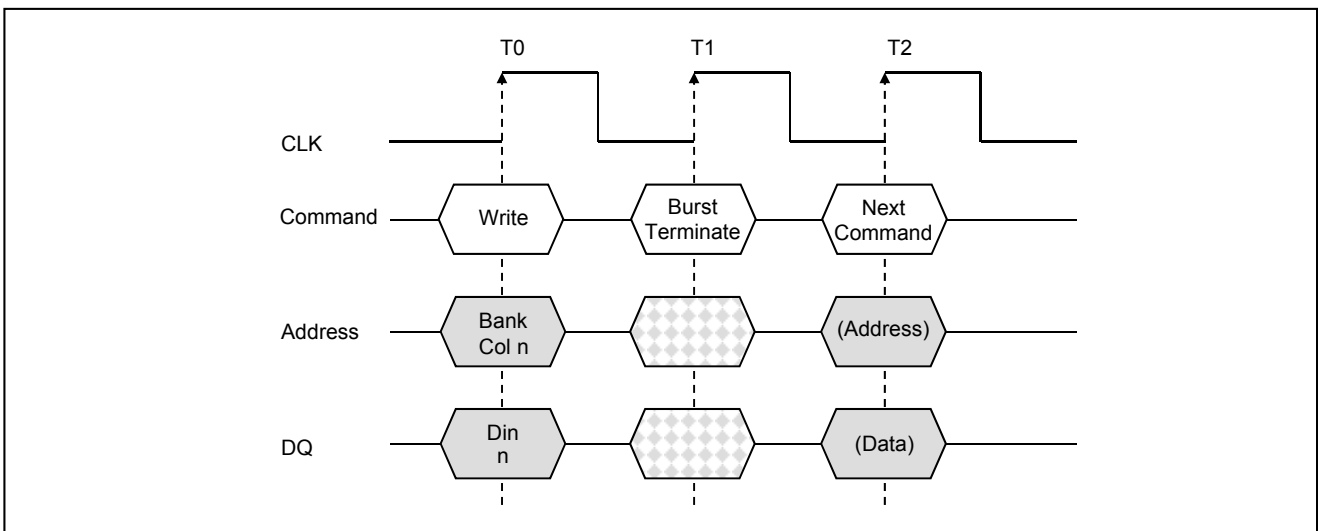 T0 T1 T2
CLK
Command Write Burst
Terminate Next
Command
Address Bank
Col n (Address)
DQ Din
n (Data)